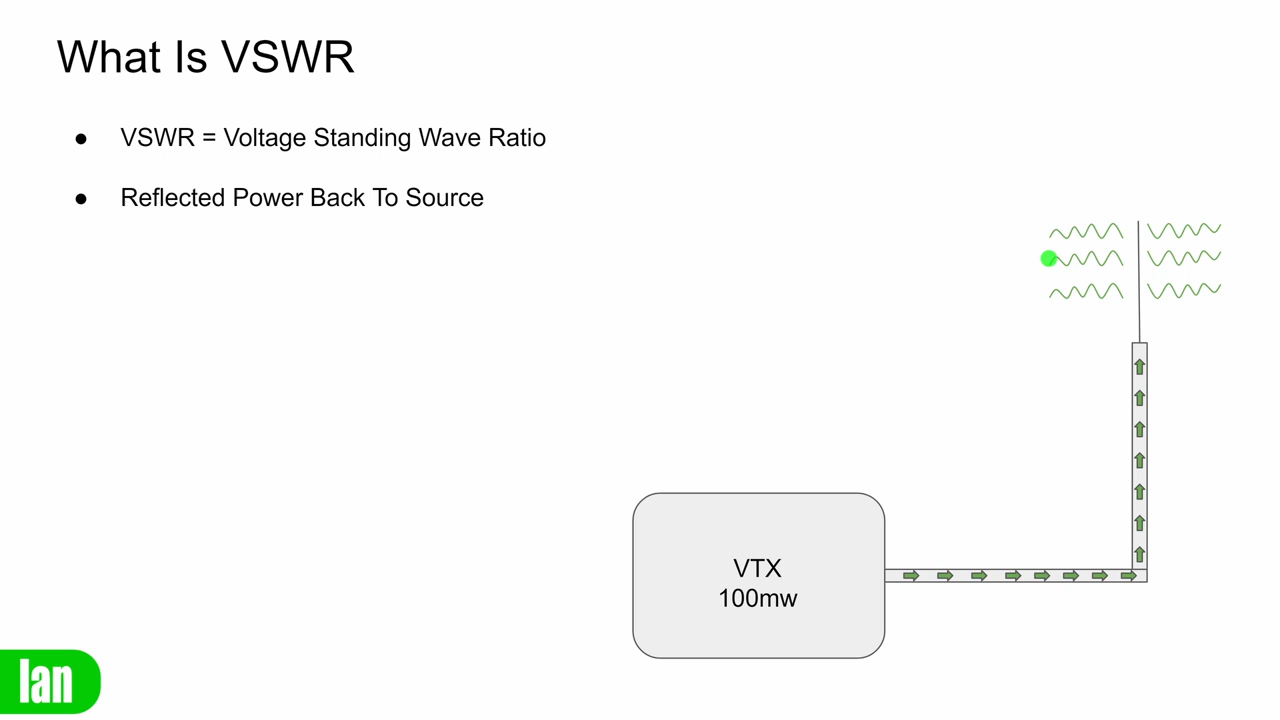 What Is VSWR
● VSWR = Voltage Standing Wave Ratio
● Reflected Power Back To Source
VTX
100mw
Ian